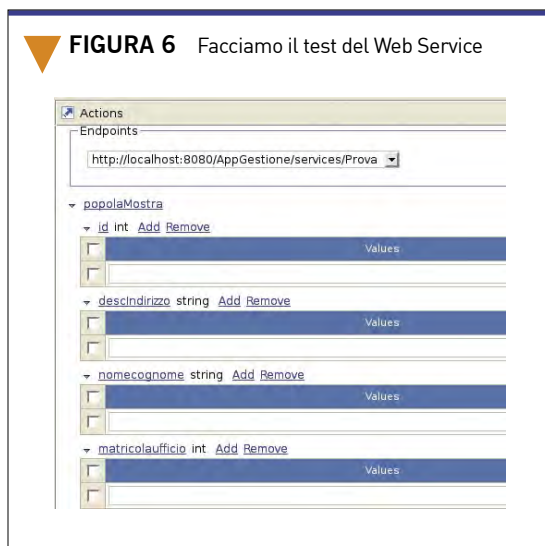 FIGURA 6 Facciamo il test del Web Service
Actions
Endpoints
http://localhost:8080/AppGestione/services/Prova
popolaMostra
id int Add Remove
Values
descIndirizzo string Add Remove
Values
nomecognome string Add Remove
Values
matricolaufficio int Add Remove
Values